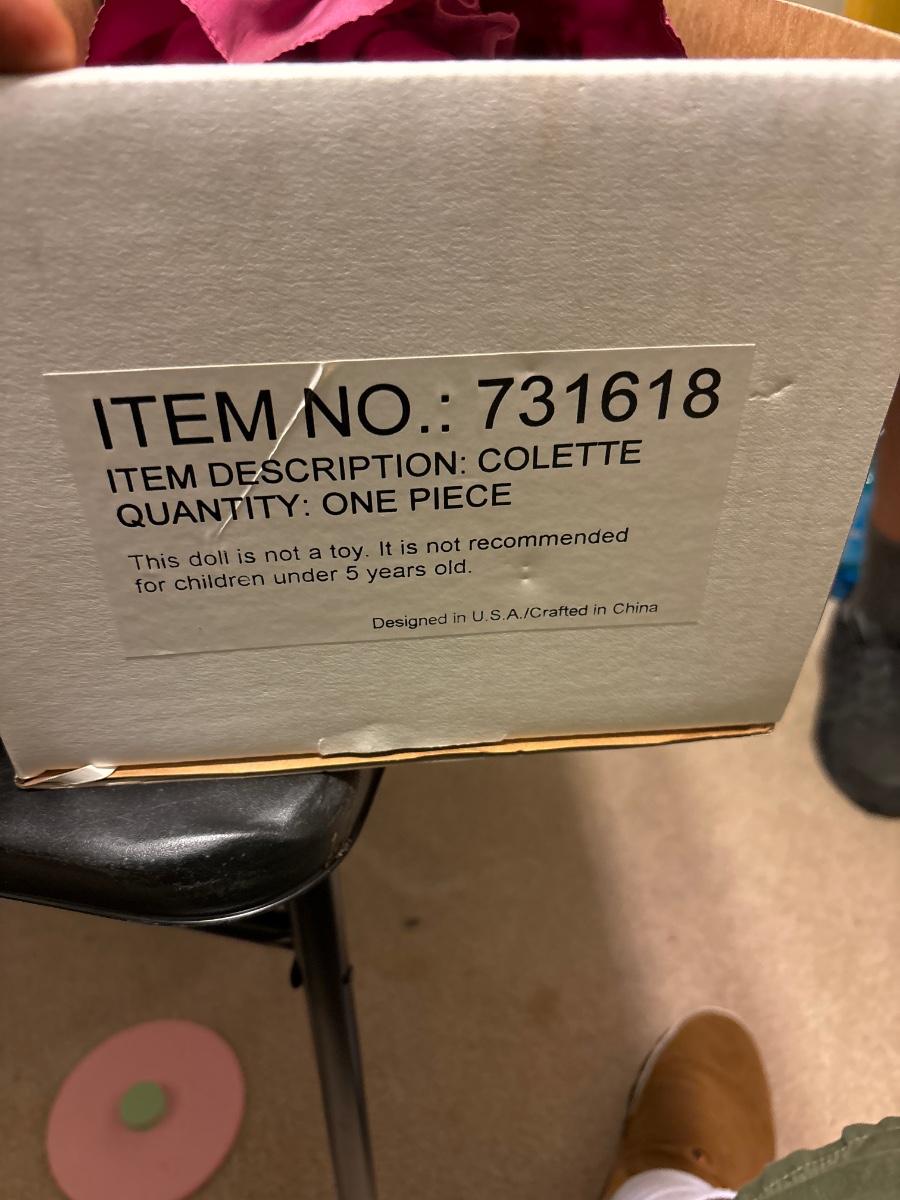 ITEM NO.: 731618
ITEM DESCRIPTION: COLETTE
QUANTITY: ONE PIECE
This doll is not a toy. It is not recommended
for children under 5 years old.
Designed in U.S.A./Crafted in China